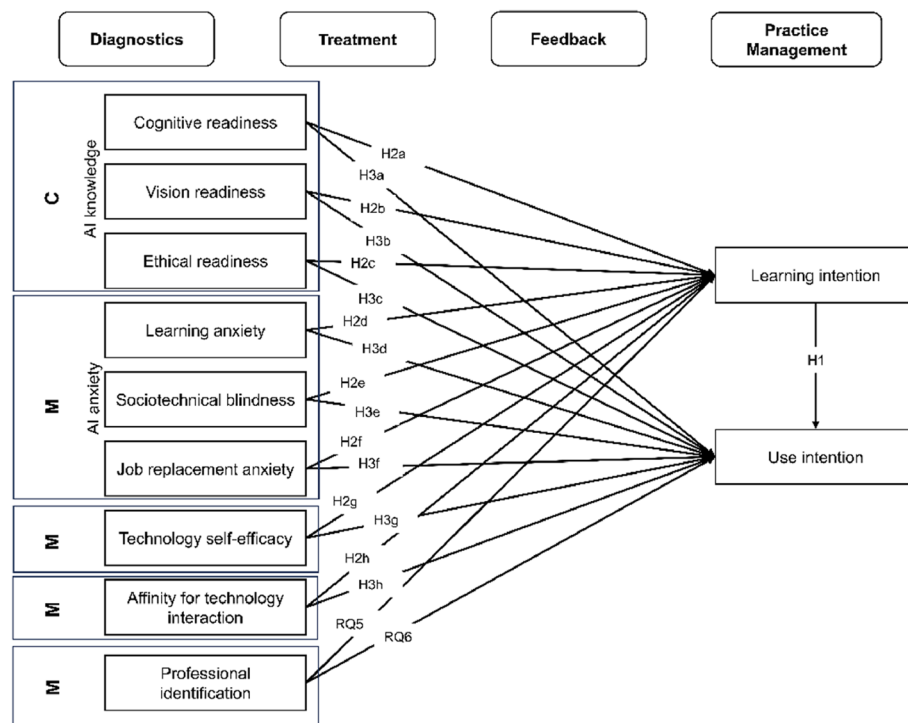 Diagnostics
Treatment
Feedback
Practice
Management
C
AI knowledge
Cognitive readiness
Vision readiness
Ethical readiness
M
AI anxiety
Learning anxiety
Sociotechnical blindness
Job replacement anxiety
M
Technology self-efficacy
M
Affinity for technology
interaction
M
Professional
identification
H2a
H3a
H2b
H3b
H2c
H3c
H2d
H3d
H2e
H3e
H2f
H3f
H2g
H3g
H2h
H3h
RQ5
RQ6
Learning intention
H1
Use intention